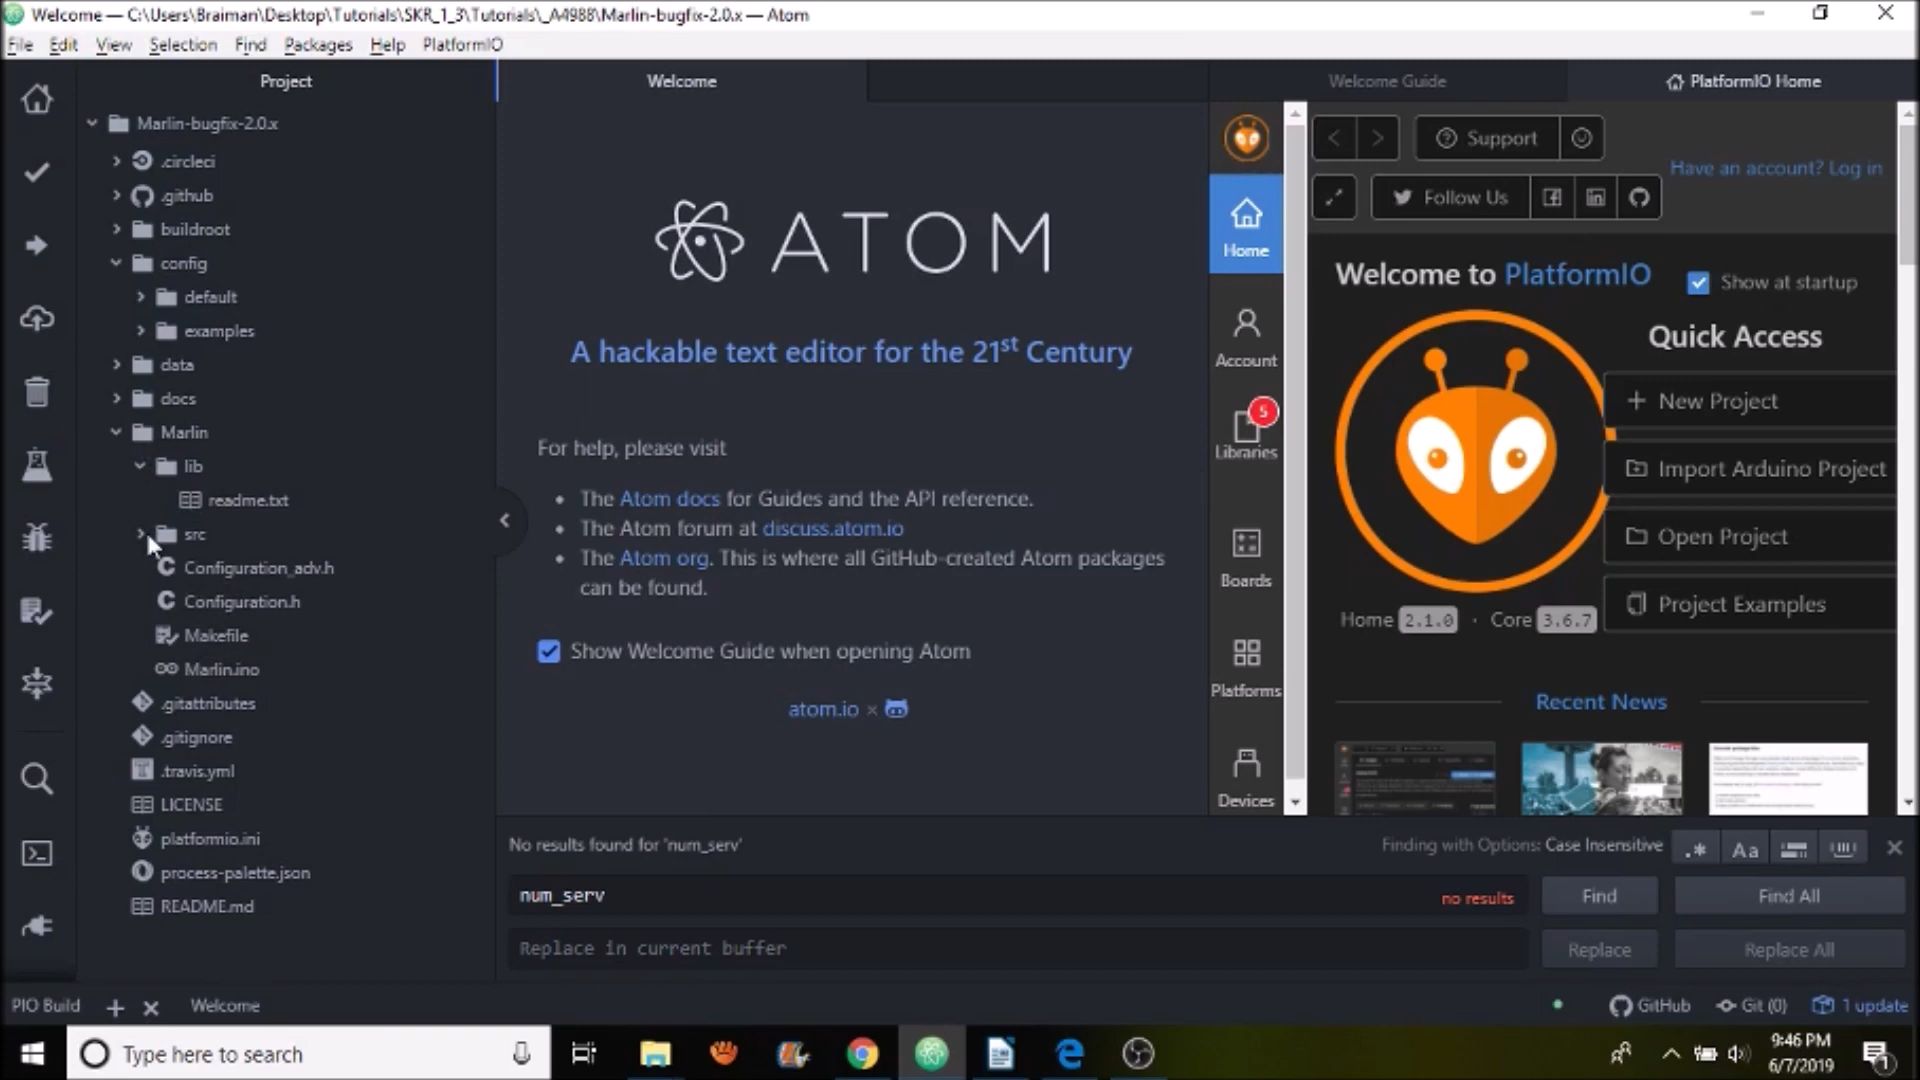 Welcome — C:\Users\Braiman\Desktop\Tutorials\SKR_1_3\Tutorials\_A4988\Marlin-bugfix-2.0.x — Atom
File Edit View Selection Find Packages Help PlatformIO
Project
Marlin-bugfix-2.0.x
.circleci
.github
buildroot
config
default
examples
data
docs
Marlin
lib
readme.txt
src
Configuration_adv.h
Configuration.h
Makefile
Marlin.ino
.gitattributes
.gitignore
.travis.yml
LICENSE
platformio.ini
process-palette.json
README.md
Welcome
ATOM
A hackable text editor for the 21st Century
For help, please visit
• The Atom docs for Guides and the API reference.
• The Atom forum at discuss.atom.io
• The Atom org. This is where all GitHub-created Atom packages
can be found.
Show Welcome Guide when opening Atom
atom.io ×
Welcome Guide
PlatformIO Home
Home
Account
5
Libraries
Boards
Platforms
Devices
Support
Have an account? Log in
Follow Us
Welcome to PlatformIO
Show at startup
Quick Access
New Project
Import Arduino Project
Open Project
Project Examples
Home 2.1.0 · Core 3.6.7
Recent News
No results found for 'num_serv'
Finding with Options: Case Insensitive
.* Aa
num_serv
no results
Find
Find All
Replace in current buffer
Replace
Replace All
PIO Build + × Welcome
GitHub Git (0) 1 update
Type here to search
9:46 PM
6/7/2019
1